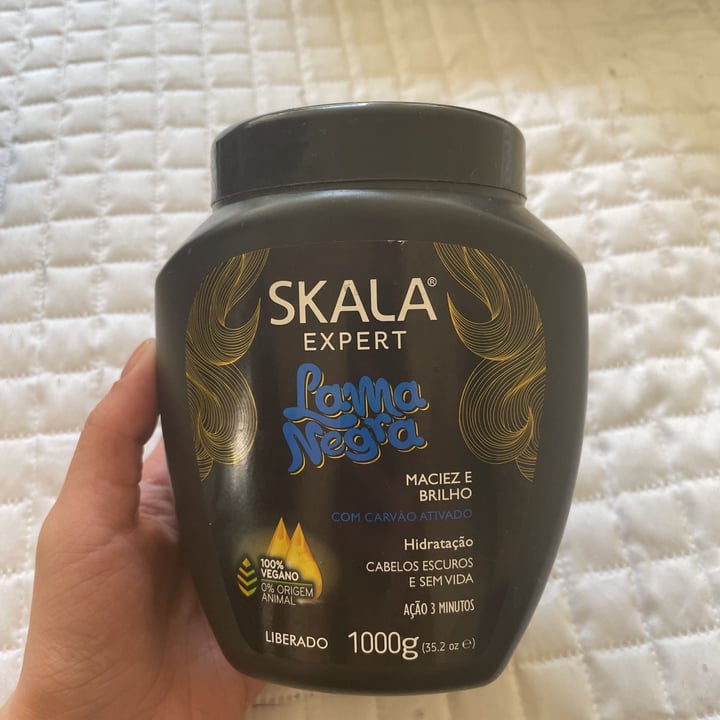 SKALA®
EXPERT
Lama
Negra
MACIEZ E
BRILHO
COM CARVÃO ATIVADO
Hidratação
CABELOS ESCUROS
E SEM VIDA
AÇÃO 3 MINUTOS
100%
VEGANO
0% ORIGEM
ANIMAL
LIBERADO 1000g (35.2 oz ℮)